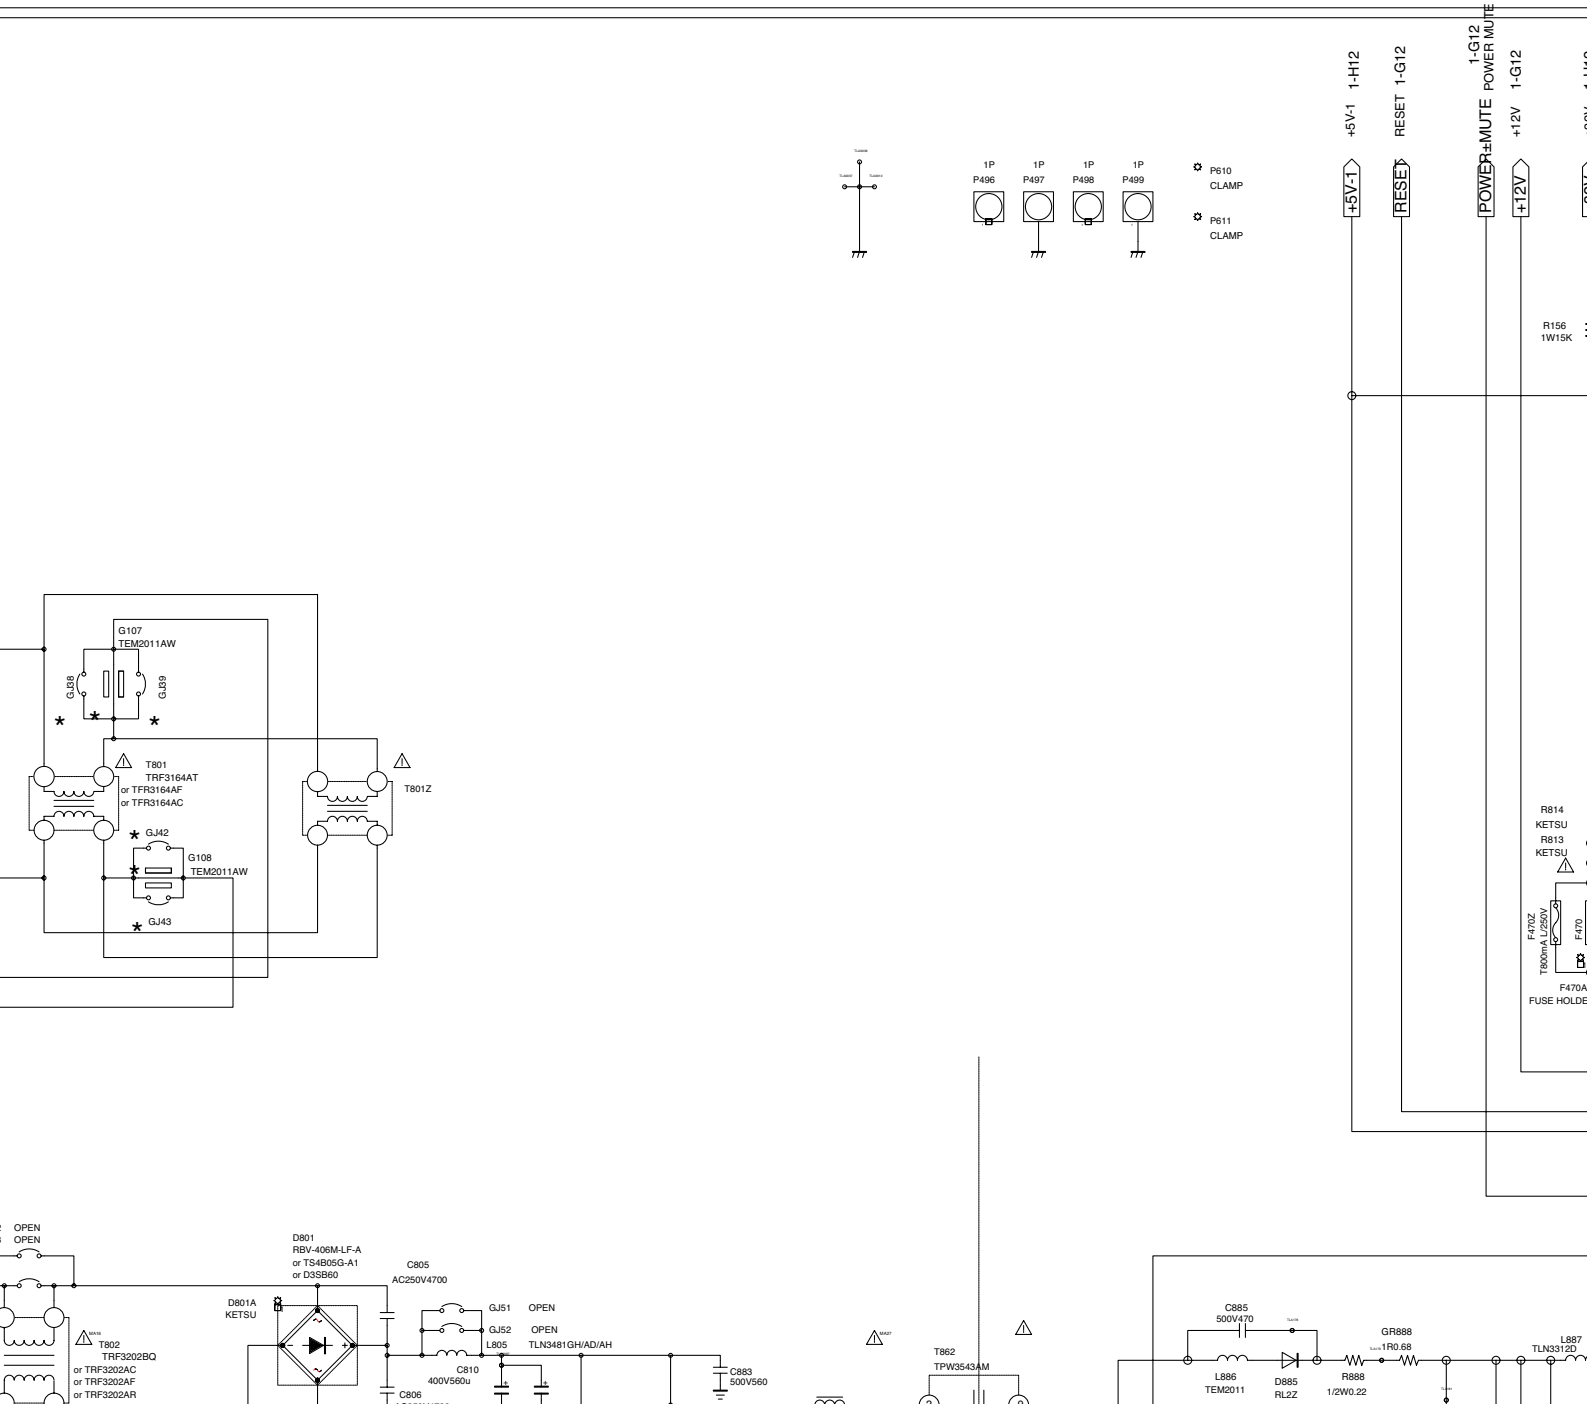 1-H12
+5V-1
1-G12
RESET
1-G12
POWER MUTE
POWER±MUTE
1-G12
+12V
+5V-1
RESET
+12V
1P
P496
1P
P497
1P
P498
1P
P499
P610
CLAMP
P611
CLAMP
R156
1W15K
G107
TEM2011AW
GJ38
GJ39
T801
TRF3164AT
or TFR3164AF
or TFR3164AC
T801Z
GJ42
G108
TEM2011AW
GJ43
R814
KETSU
R813
KETSU
F470Z
T800mA L/250V
F470
F470A
FUSE HOLDE
OPEN
OPEN
D801
RBV-406M-LF-A
or TS4B05G-A1
or D3SB60
C805
AC250V4700
D801A
KETSU
GJ51 OPEN
GJ52 OPEN
L805 TLN3481GH/AD/AH
C810
400V560u
C806
C883
500V560
T802
TRF3202BQ
or TRF3202AC
or TRF3202AF
or TRF3202AR
T862
TPW3543AM
C885
500V470
L886
TEM2011
D885
RL2Z
GR888
1R0.68
R888
1/2W0.22
L887
TLN3312D